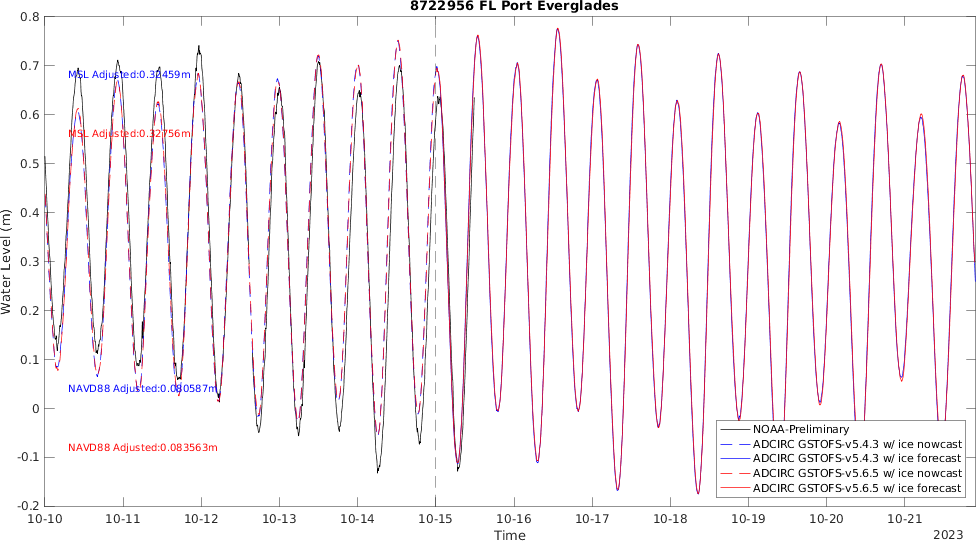 8722956 FL Port Everglades
0.8
0.7
0.6
0.5
0.4
0.3
0.2
0.1
0
-0.1
-0.2
Water Level (m)
MSL Adjusted:0.32459m
MSL Adjusted:0.32756m
NAVD88 Adjusted:0.080587m
NAVD88 Adjusted:0.083563m
NOAA-Preliminary
ADCIRC GSTOFS-v5.4.3 w/ ice nowcast
ADCIRC GSTOFS-v5.4.3 w/ ice forecast
ADCIRC GSTOFS-v5.6.5 w/ ice nowcast
ADCIRC GSTOFS-v5.6.5 w/ ice forecast
10-10 10-11 10-12 10-13 10-14 10-15 10-16 10-17 10-18 10-19 10-20 10-21
Time
2023